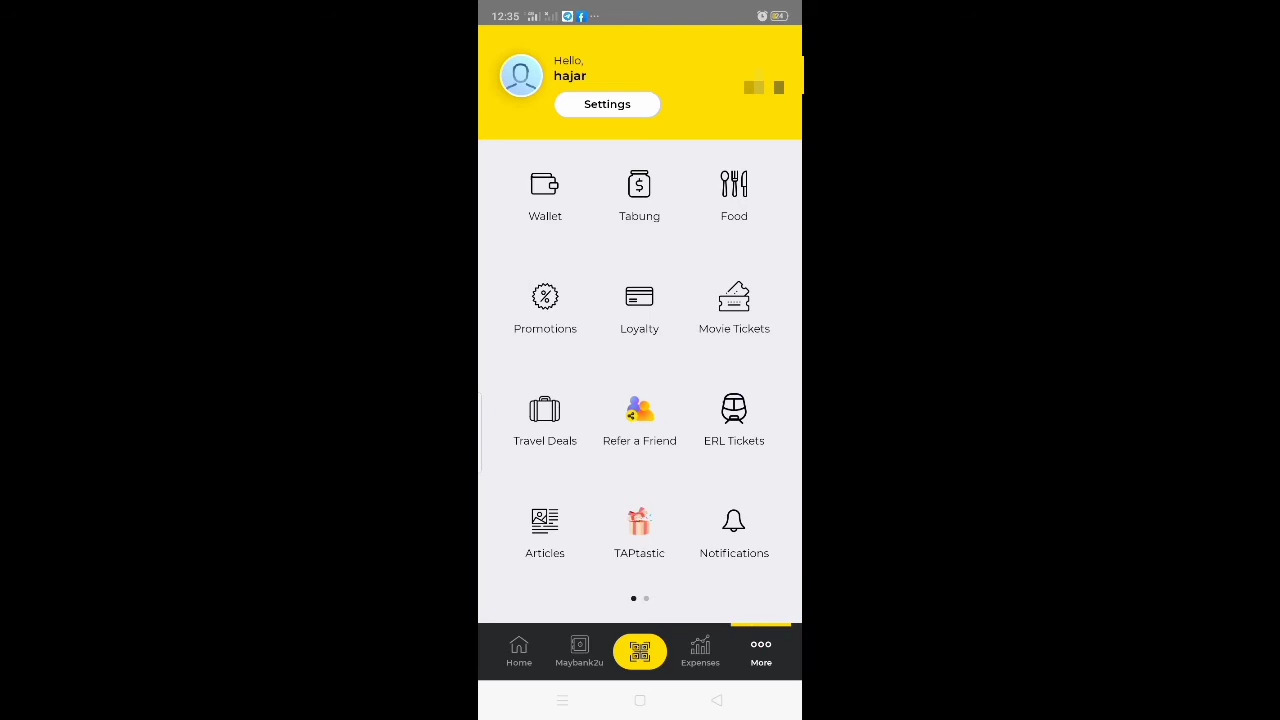 12:35
24
Hello,
hajar
Settings
Wallet Tabung Food
Promotions Loyalty Movie Tickets
Travel Deals Refer a Friend ERL Tickets
Articles TAPtastic Notifications
Home Maybank2u Expenses More